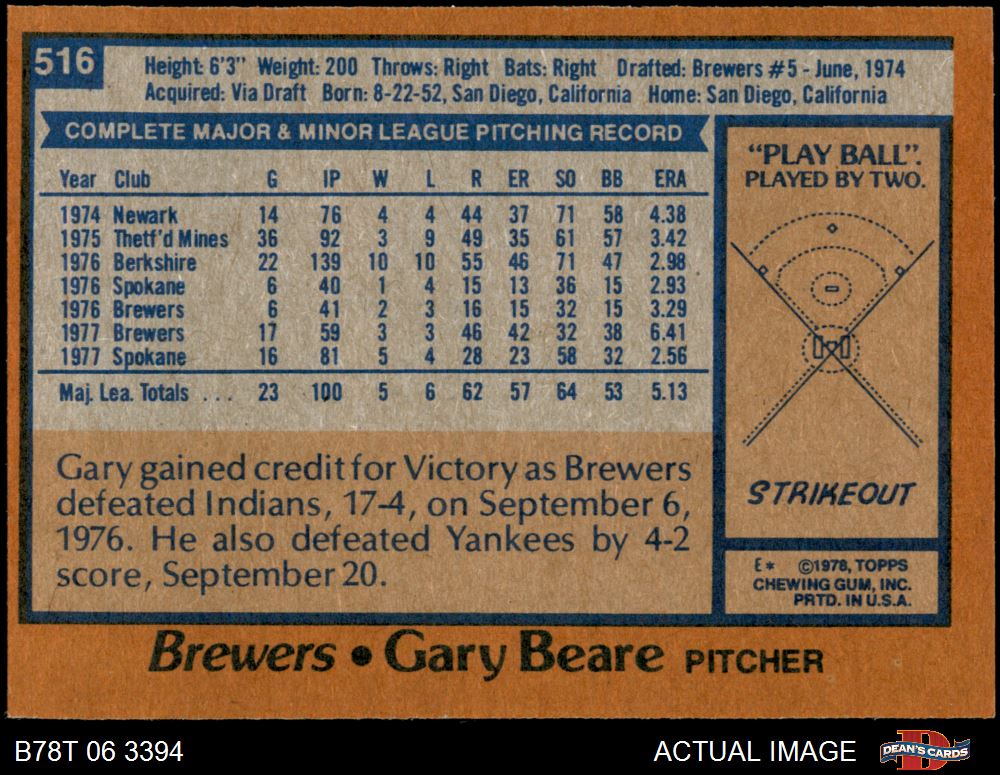 516
Height: 6'3" Weight: 200 Throws: Right Bats: Right Drafted: Brewers #5 - June, 1974
Acquired: Via Draft Born: 8-22-52, San Diego, California Home: San Diego, California
COMPLETE MAJOR & MINOR LEAGUE PITCHING RECORD
Year Club G IP W L R ER SO BB ERA
1974 Newark 14 76 4 4 44 37 71 58 4.38
1975 Thetf'd Mines 36 92 3 9 49 35 61 57 3.42
1976 Berkshire 22 139 10 10 55 46 71 47 2.98
1976 Spokane 6 40 1 4 15 13 36 15 2.93
1976 Brewers 6 41 2 3 16 15 32 15 3.29
1977 Brewers 17 59 3 3 46 42 32 38 6.41
1977 Spokane 16 81 5 4 28 23 58 32 2.56
Maj. Lea. Totals ... 23 100 5 6 62 57 64 53 5.13
Gary gained credit for Victory as Brewers
defeated Indians, 17-4, on September 6,
1976. He also defeated Yankees by 4-2
score, September 20.
"PLAY BALL".
PLAYED BY TWO.
STRIKEOUT
E* ©1978, TOPPS
CHEWING GUM, INC.
PRTD. IN U.S.A.
Brewers • Gary Beare PITCHER
B78T 06 3394
ACTUAL IMAGE
D
DEAN'S CARDS